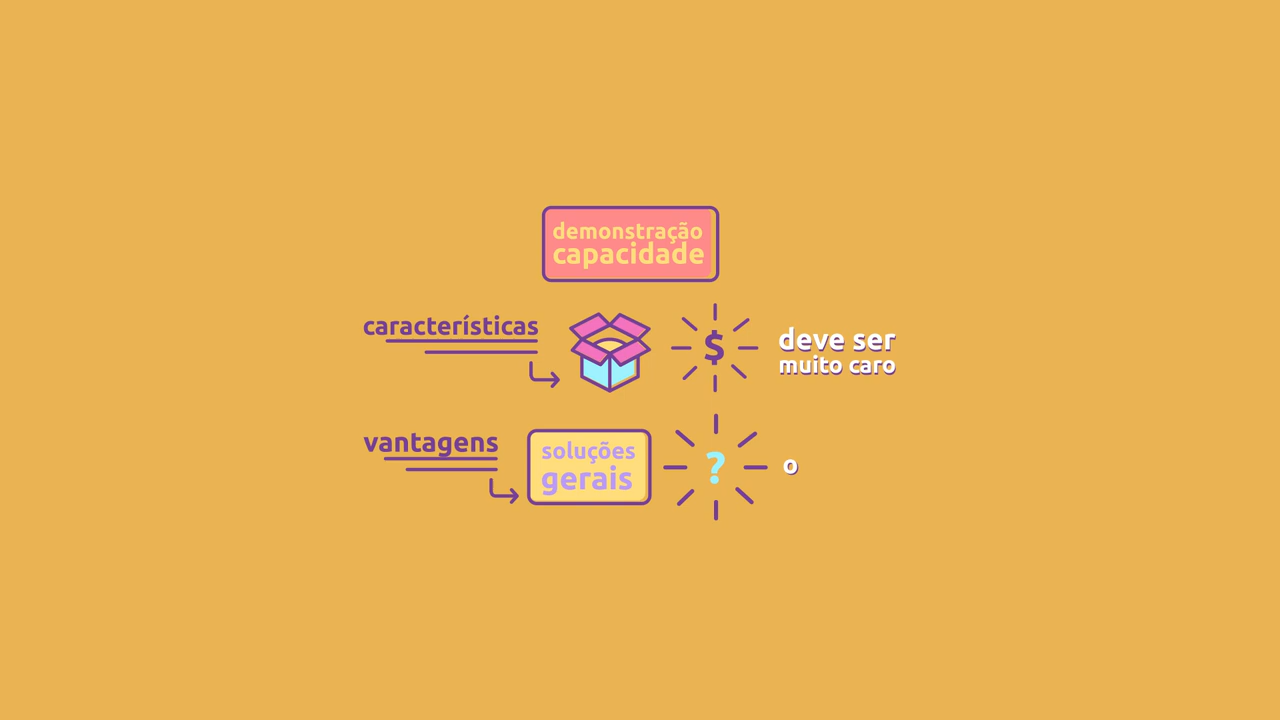 demonstração
capacidade
características
$
deve ser
muito caro
vantagens
soluções
gerais
?
o